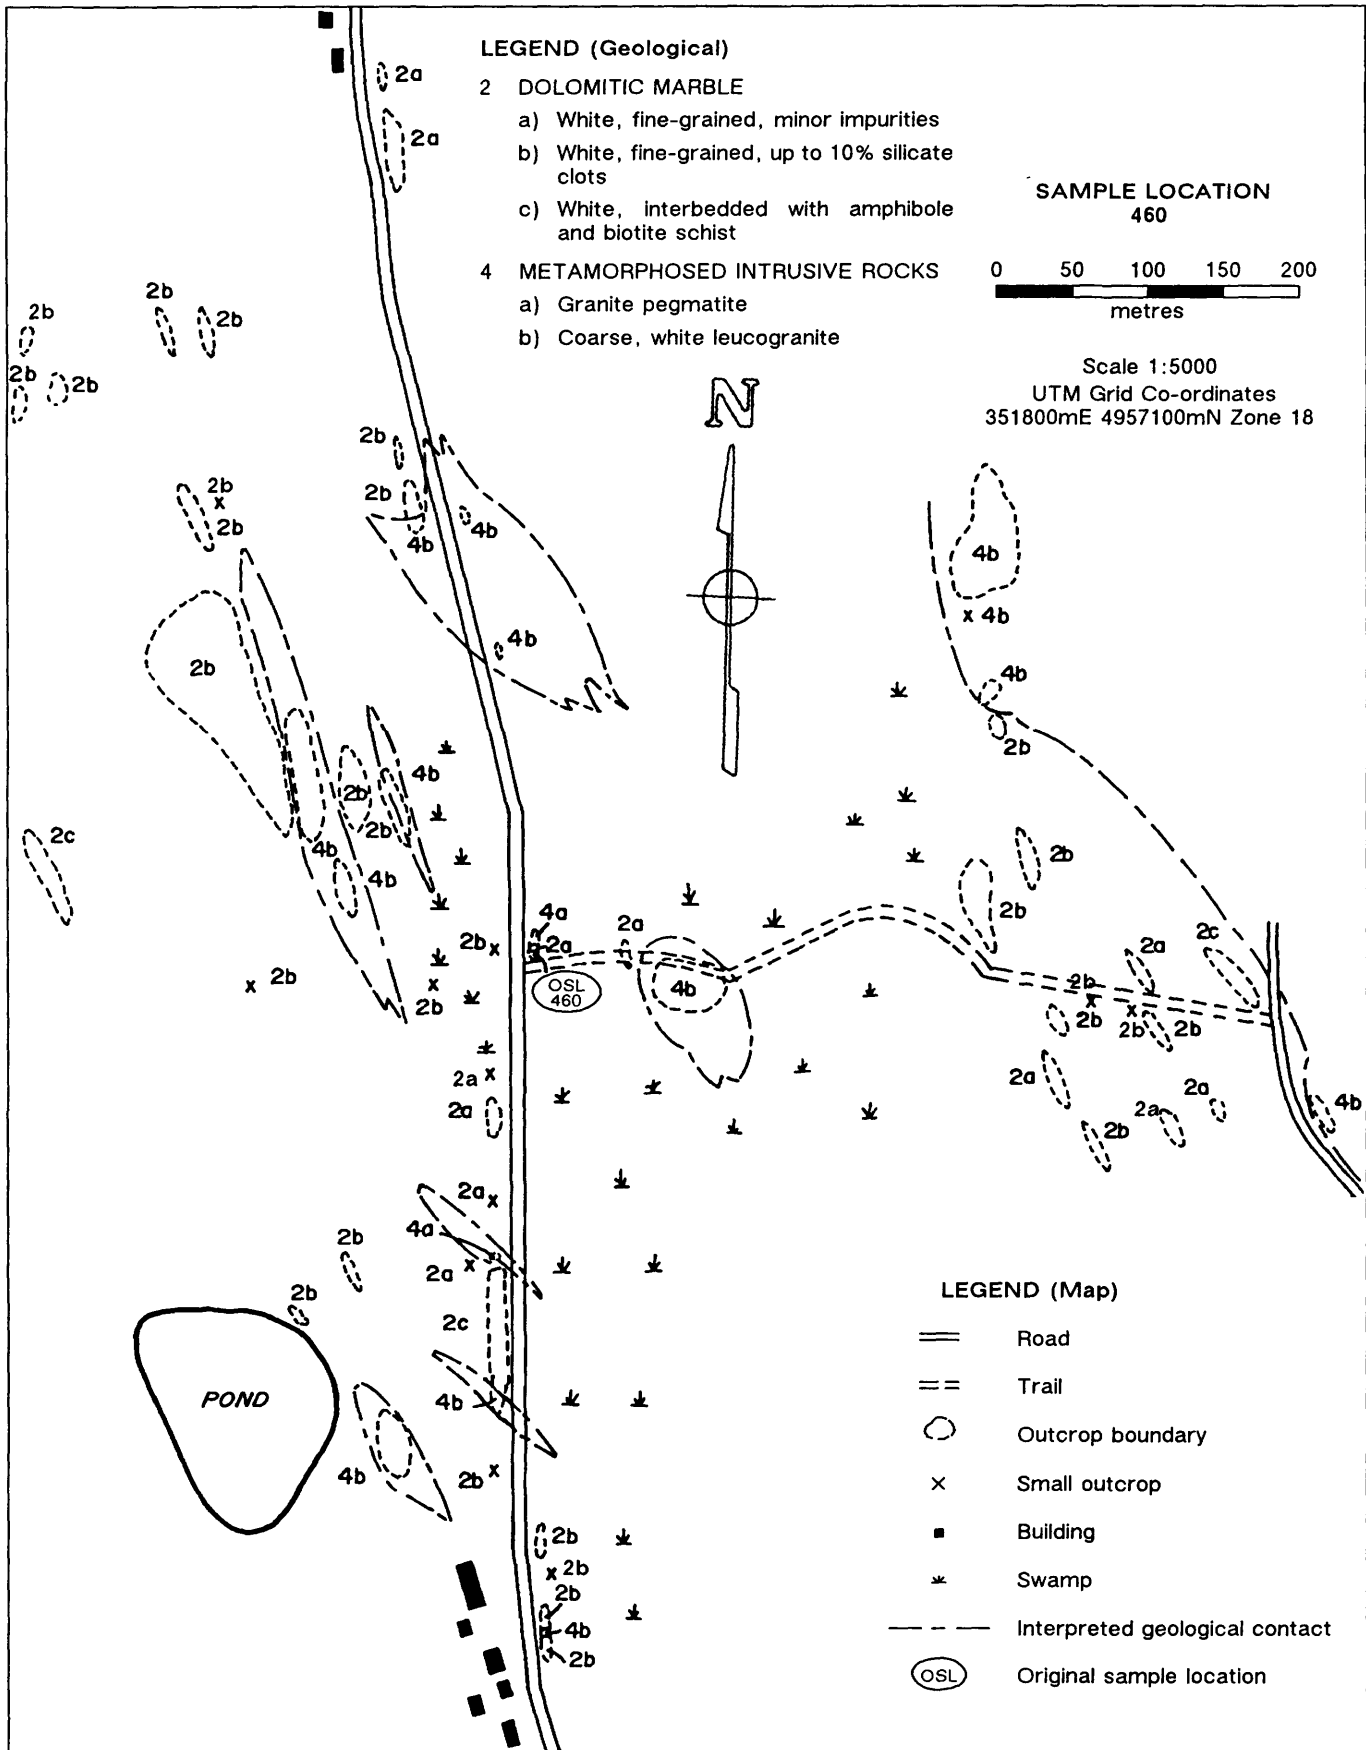 LEGEND (Geological)
2 DOLOMITIC MARBLE
a) White, fine-grained, minor impurities
b) White, fine-grained, up to 10% silicate
clots
c) White, interbedded with amphibole
and biotite schist
4 METAMORPHOSED INTRUSIVE ROCKS
a) Granite pegmatite
b) Coarse, white leucogranite
SAMPLE LOCATION
460
0 50 100 150 200
metres
Scale 1:5000
UTM Grid Co-ordinates
351800mE 4957100mN Zone 18
N
2a
2a
2b
2b
2b
2b
2b
2b
2b
4b
4b
4b
2b
2b
2b
4b
4b
4b
2b
2b
4b
2b
2b
4b
4b
2c
2b
2b
2b
4a
2a
OSL
460
2a
4b
2b
2b
2a
2c
2b
2b
2b
2b
2a
2b
2a
2a
4b
2a
2a
2a
4a
2a
2b
2b
2c
POND
4b
4b
2b
2b
2b
2b
4b
2b
LEGEND (Map)
Road
Trail
Outcrop boundary
Small outcrop
Building
Swamp
Interpreted geological contact
OSL Original sample location